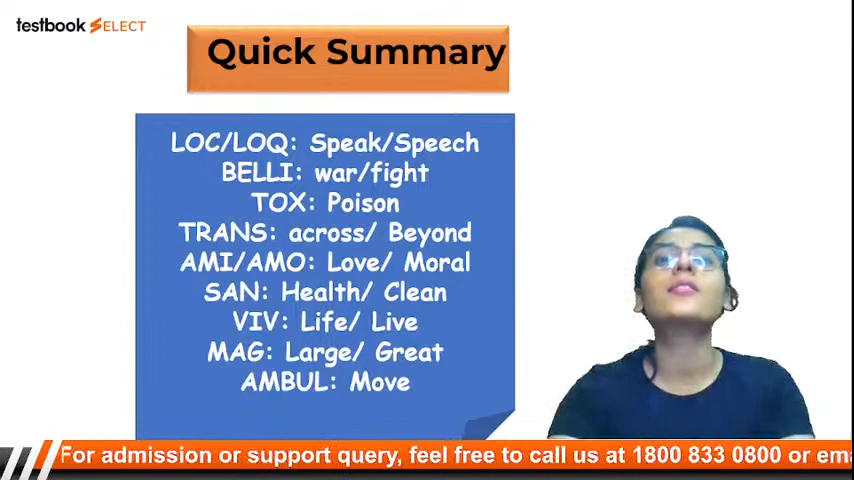 testbook SELECT
Quick Summary
LOC/LOQ: Speak/Speech
BELLI: war/fight
TOX: Poison
TRANS: across/ Beyond
AMI/AMO: Love/ Moral
SAN: Health/ Clean
VIV: Life/ Live
MAG: Large/ Great
AMBUL: Move
For admission or support query, feel free to call us at 1800 833 0800 or ema